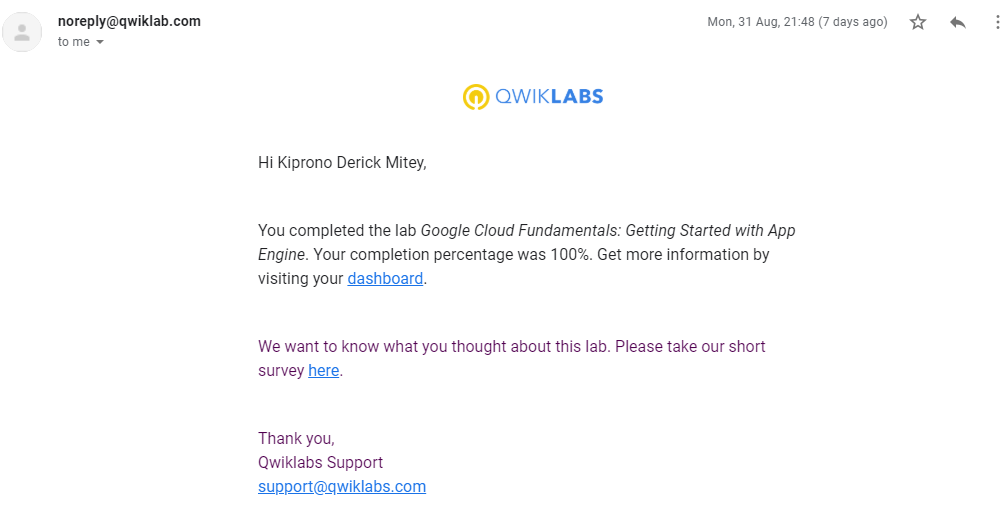 noreply@qwiklab.com
Mon, 31 Aug, 21:48 (7 days ago)
to me
QWIKLABS
Hi Kiprono Derick Mitey,
You completed the lab Google Cloud Fundamentals: Getting Started with App
Engine. Your completion percentage was 100%. Get more information by
visiting your dashboard.
We want to know what you thought about this lab. Please take our short
survey here.
Thank you,
Qwiklabs Support
support@qwiklabs.com